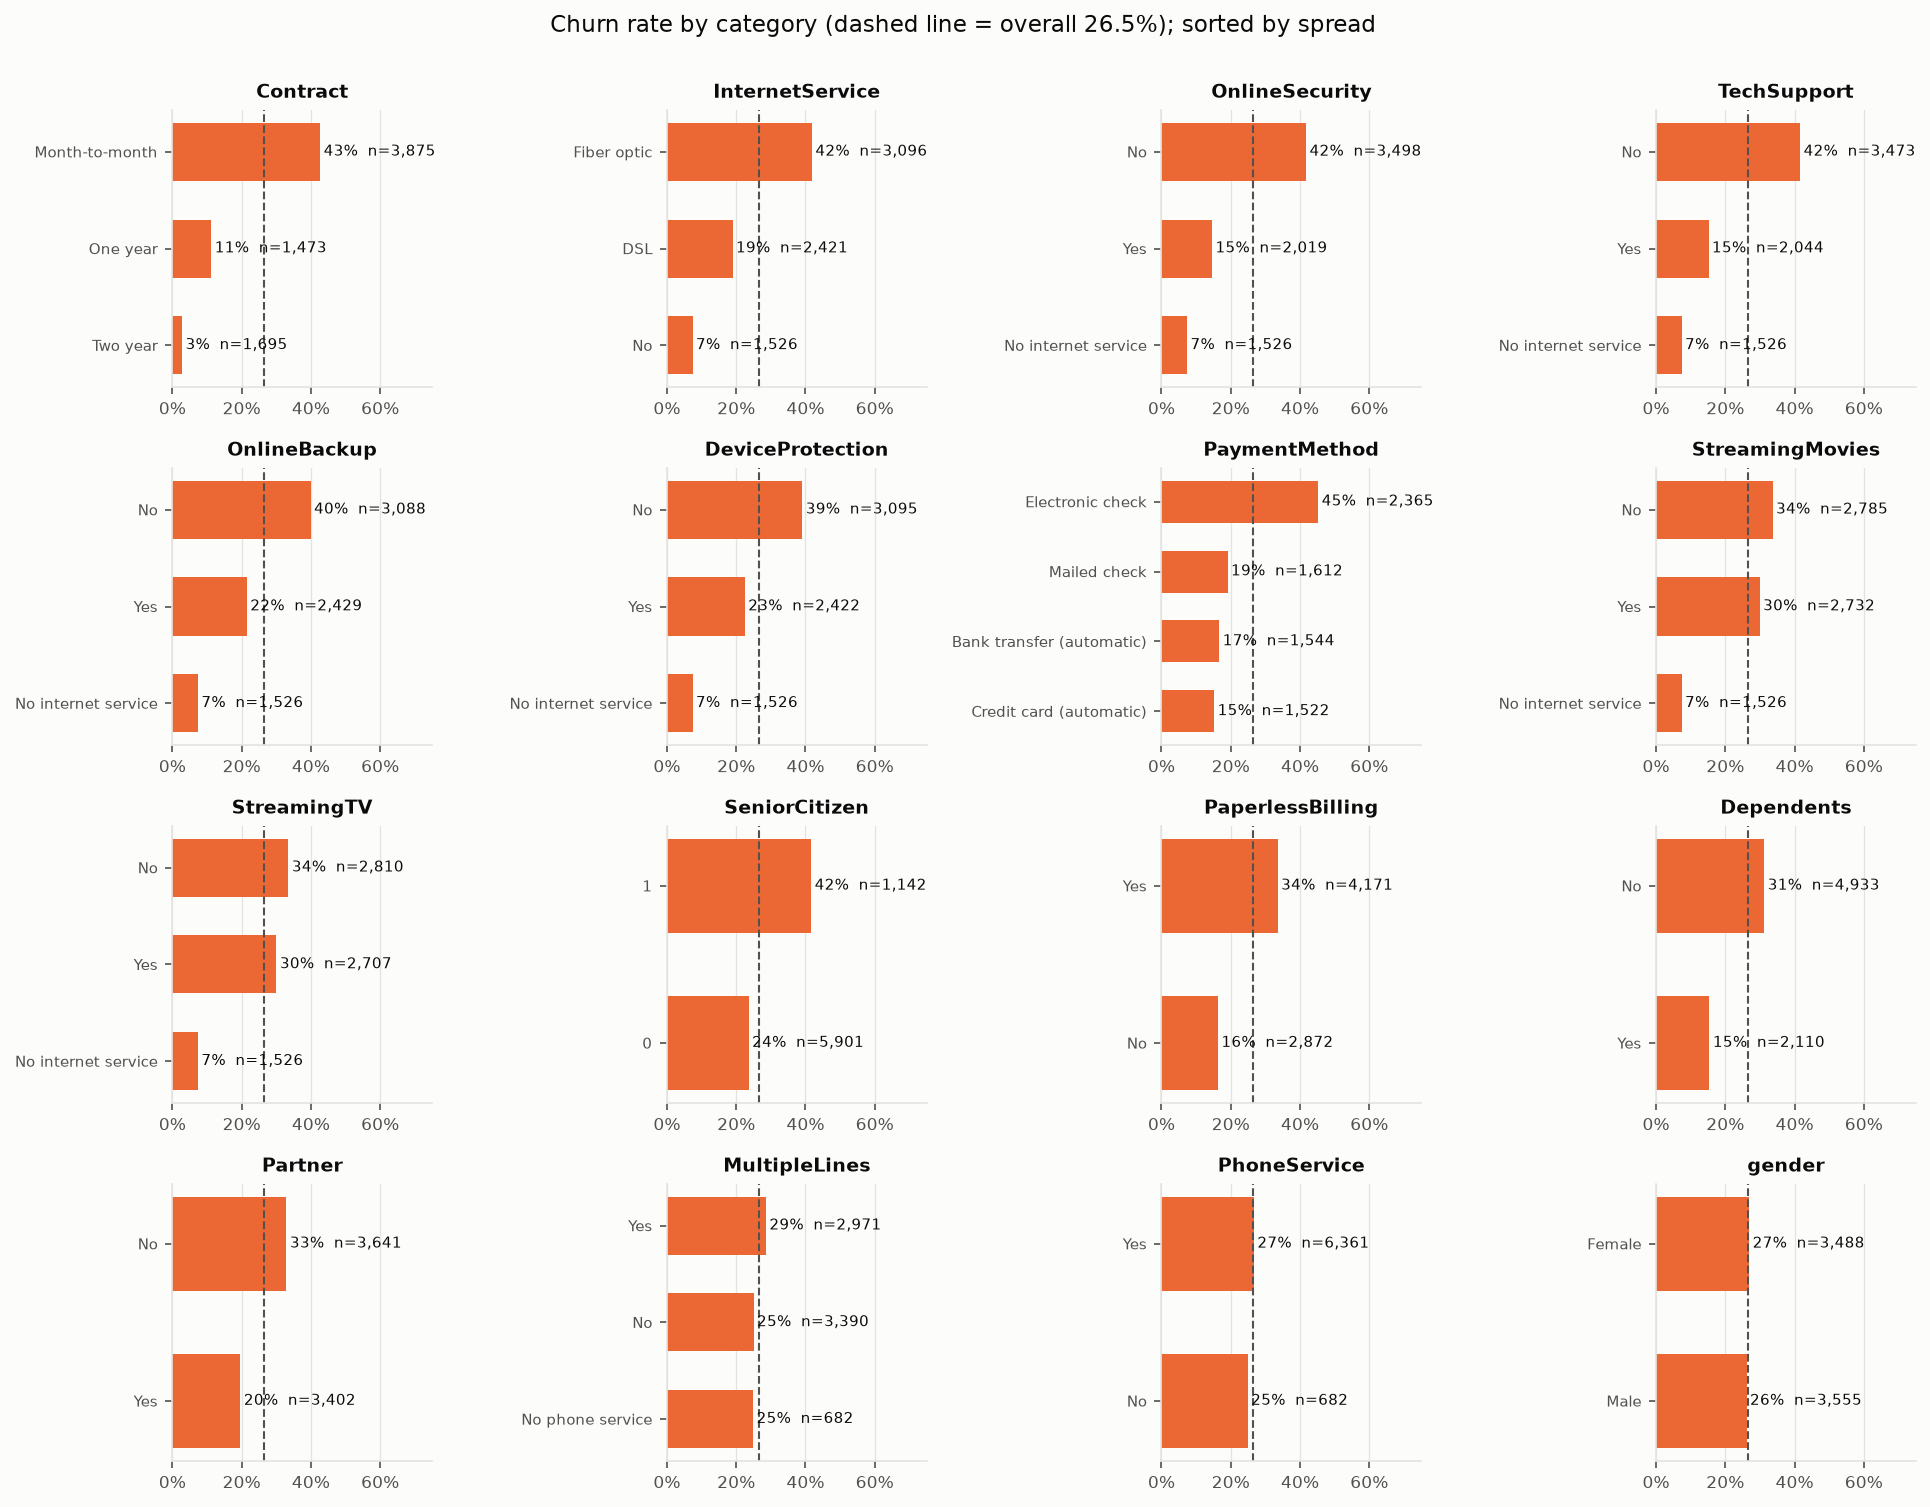 Churn rate by category (dashed line = overall 26.5%); sorted by spread
Contract
Month-to-month
43% n=3,875
One year
11% n=1,473
Two year
3% n=1,695
0% 20% 40% 60%
InternetService
Fiber optic
42% n=3,096
DSL
19% n=2,421
No
7% n=1,526
0% 20% 40% 60%
OnlineSecurity
No
42% n=3,498
Yes
15% n=2,019
No internet service
7% n=1,526
0% 20% 40% 60%
TechSupport
No
42% n=3,473
Yes
15% n=2,044
No internet service
7% n=1,526
0% 20% 40% 60%
OnlineBackup
No
40% n=3,088
Yes
22% n=2,429
No internet service
7% n=1,526
0% 20% 40% 60%
DeviceProtection
No
39% n=3,095
Yes
23% n=2,422
No internet service
7% n=1,526
0% 20% 40% 60%
PaymentMethod
Electronic check
45% n=2,365
Mailed check
19% n=1,612
Bank transfer (automatic)
17% n=1,544
Credit card (automatic)
15% n=1,522
0% 20% 40% 60%
StreamingMovies
No
34% n=2,785
Yes
30% n=2,732
No internet service
7% n=1,526
0% 20% 40% 60%
StreamingTV
No
34% n=2,810
Yes
30% n=2,707
No internet service
7% n=1,526
0% 20% 40% 60%
SeniorCitizen
1
42% n=1,142
0
24% n=5,901
0% 20% 40% 60%
PaperlessBilling
Yes
34% n=4,171
No
16% n=2,872
0% 20% 40% 60%
Dependents
No
31% n=4,933
Yes
15% n=2,110
0% 20% 40% 60%
Partner
No
33% n=3,641
Yes
20% n=3,402
0% 20% 40% 60%
MultipleLines
Yes
29% n=2,971
No
25% n=3,390
No phone service
25% n=682
0% 20% 40% 60%
PhoneService
Yes
27% n=6,361
No
25% n=682
0% 20% 40% 60%
gender
Female
27% n=3,488
Male
26% n=3,555
0% 20% 40% 60%